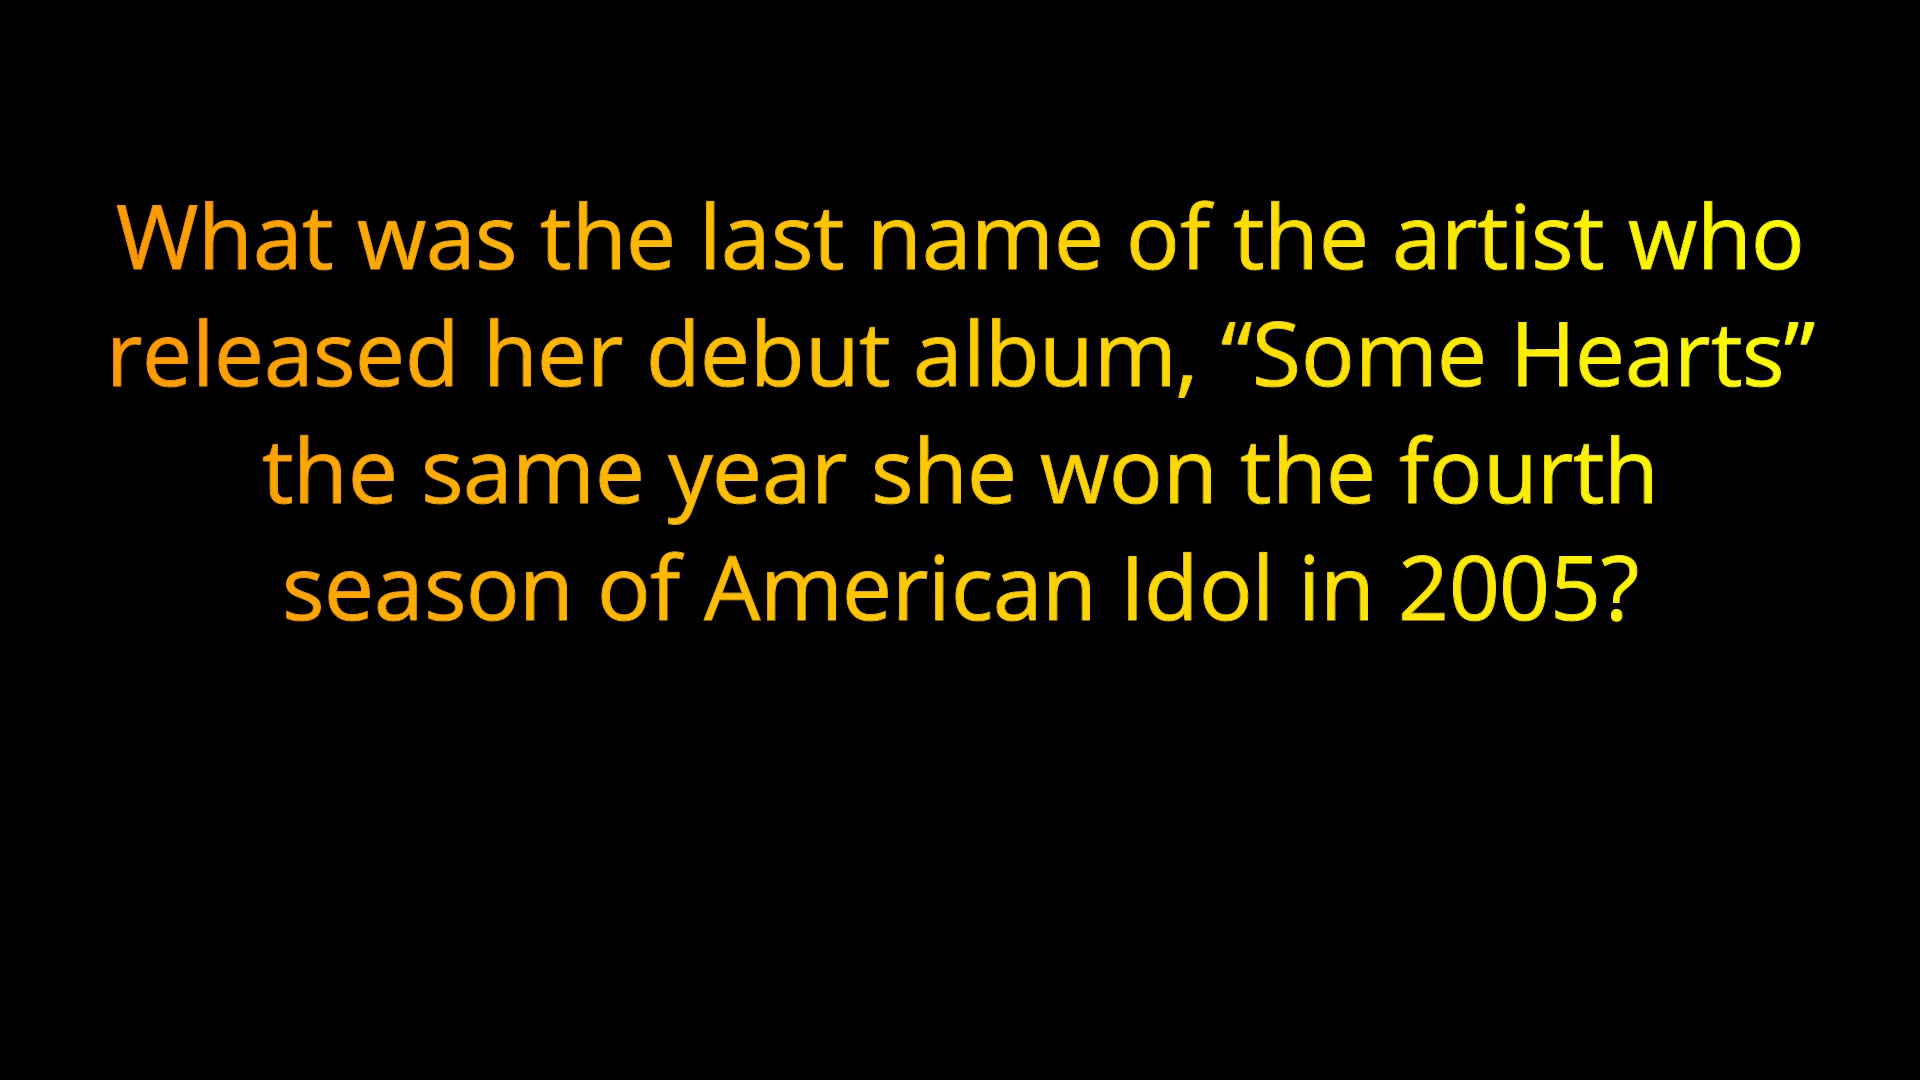 What was the last name of the artist who
released her debut album, “Some Hearts”
the same year she won the fourth
season of American Idol in 2005?